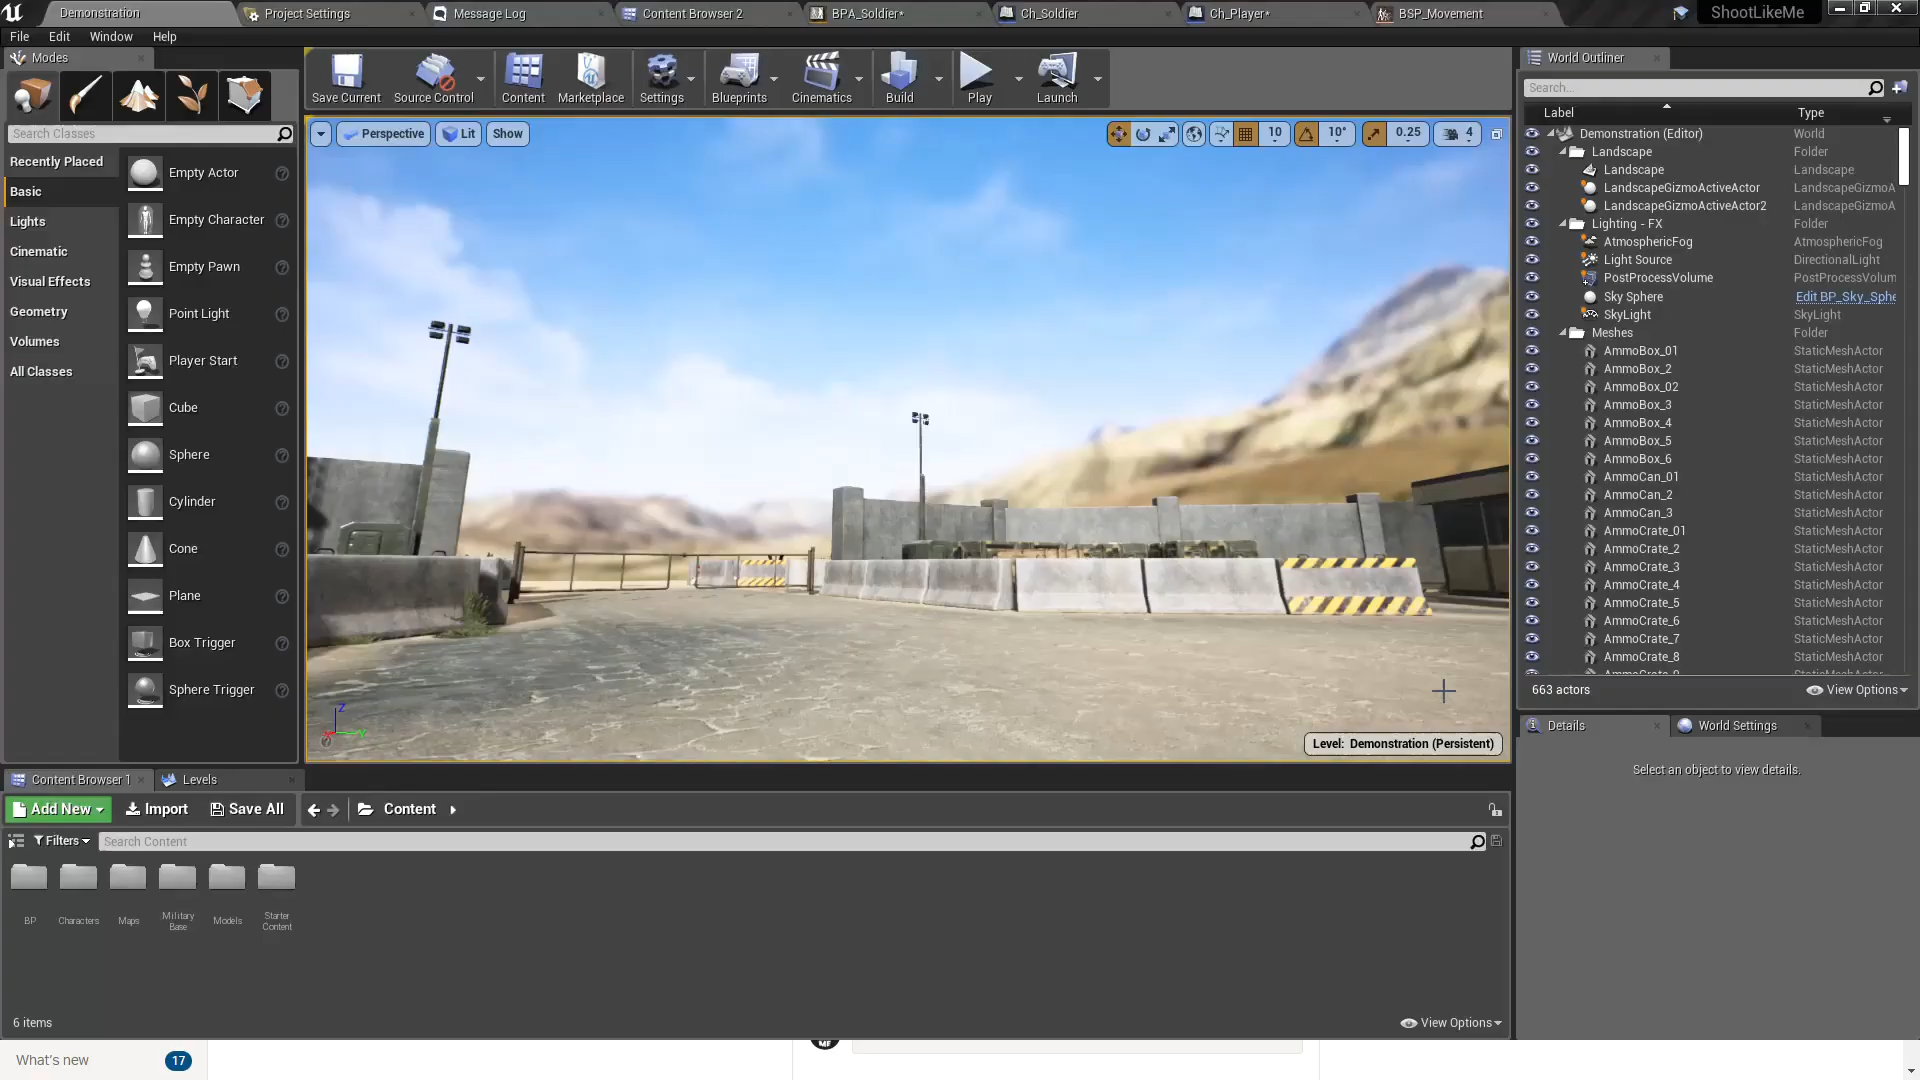 Demonstration
Project Settings
Message Log
Content Browser 2
BPA_Soldier*
Ch_Soldier
Ch_Player*
BSP_Movement
ShootLikeMe
File Edit Window Help
Modes
Save Current
Source Control
Content
Marketplace
Settings
Blueprints
Cinematics
Build
Play
Launch
Search Classes
Recently Placed
Basic
Lights
Cinematic
Visual Effects
Geometry
Volumes
All Classes
Empty Actor
Empty Character
Empty Pawn
Point Light
Player Start
Cube
Sphere
Cylinder
Cone
Plane
Box Trigger
Sphere Trigger
Perspective
Lit
Show
10
10°
0.25
4
Z
Level: Demonstration (Persistent)
World Outliner
Search...
Label Type
Demonstration (Editor) World
Landscape Folder
Landscape Landscape
LandscapeGizmoActiveActor LandscapeGizmoA
LandscapeGizmoActiveActor2 LandscapeGizmoA
Lighting - FX Folder
AtmosphericFog AtmosphericFog
Light Source DirectionalLight
PostProcessVolume PostProcessVolum
Sky Sphere Edit BP_Sky_Sphe
SkyLight SkyLight
Meshes Folder
AmmoBox_01 StaticMeshActor
AmmoBox_2 StaticMeshActor
AmmoBox_02 StaticMeshActor
AmmoBox_3 StaticMeshActor
AmmoBox_4 StaticMeshActor
AmmoBox_5 StaticMeshActor
AmmoBox_6 StaticMeshActor
AmmoCan_01 StaticMeshActor
AmmoCan_2 StaticMeshActor
AmmoCan_3 StaticMeshActor
AmmoCrate_01 StaticMeshActor
AmmoCrate_2 StaticMeshActor
AmmoCrate_3 StaticMeshActor
AmmoCrate_4 StaticMeshActor
AmmoCrate_5 StaticMeshActor
AmmoCrate_6 StaticMeshActor
AmmoCrate_7 StaticMeshActor
AmmoCrate_8 StaticMeshActor
663 actors
View Options
Details
World Settings
Select an object to view details.
Content Browser 1
Levels
Add New
Import
Save All
Content
Filters
Search Content
BP
Characters
Maps
Military
Base
Models
Starter
Content
6 items
View Options
What's new 17